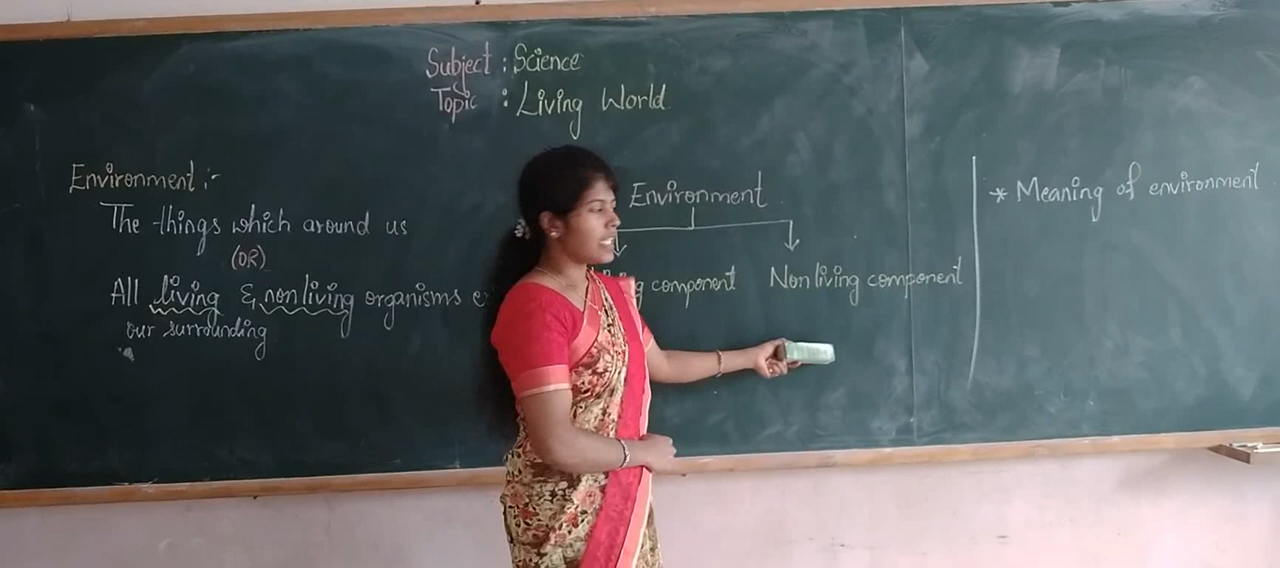 Subject : Science
Topic : Living World
Environment :-
The things which around us
(OR)
All living & non living organisms
our surrounding
Environment
component
Non living component
* Meaning of environment